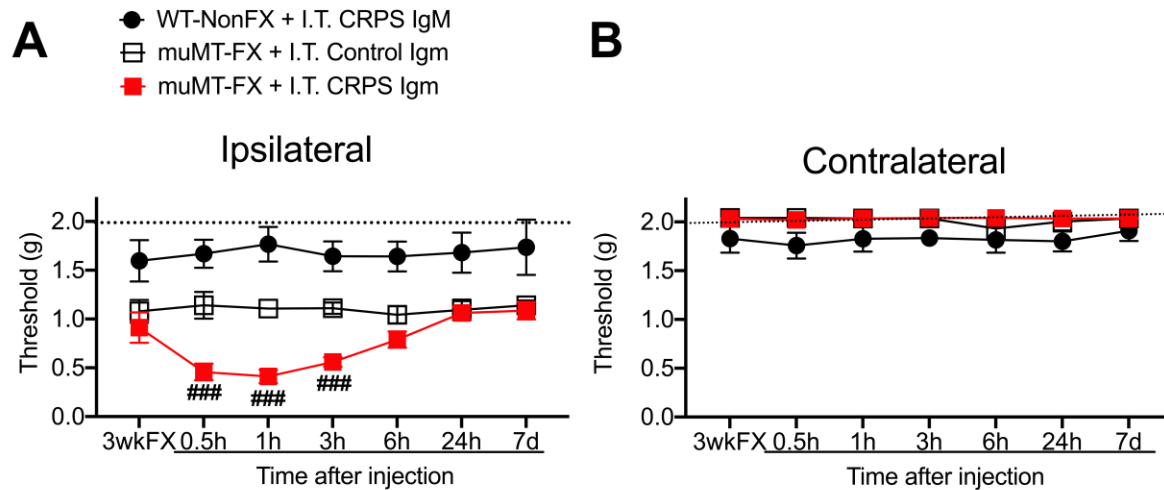 A
WT-NonFX + I.T. CRPS IgM
muMT-FX + I.T. Control Igm
muMT-FX + I.T. CRPS Igm
Ipsilateral
Threshold (g)
2.0
1.5
1.0
0.5
0.0
###
###
###
3wkFX 0.5h 1h 3h 6h 24h 7d
Time after injection
B
Contralateral
Threshold (g)
2.0
1.5
1.0
0.5
0.0
3wkFX 0.5h 1h 3h 6h 24h 7d
Time after injection